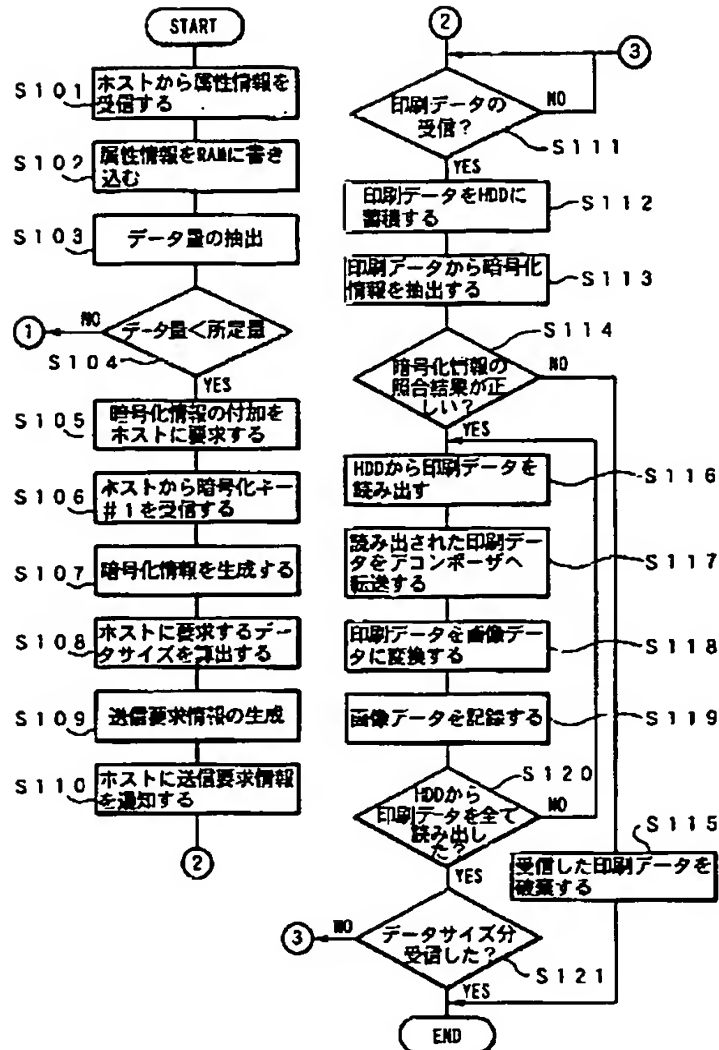 START
S101
ホストから属性情報を
受信する
S102
属性情報をRAMに書き
込む
S103
データ量の抽出
①
NO
データ量<所定量
S104
YES
S105
暗号化情報の付加を
ホストに要求する
S106
ホストから暗号化キー
#1を受信する
S107
暗号化情報を生成する
S108
ホストに要求するデー
タサイズを算出する
S109
送信要求情報の生成
S110
ホストに送信要求情報
を通知する
②
②
③
印刷データの
受信?
NO
S111
YES
印刷データをHDDに
蓄積する
S112
印刷データから暗号化
情報を抽出する
S113
S114
暗号化情報の
照合結果が正
しい?
NO
YES
HDDから印刷データを
読み出す
S116
読み出された印刷デー
タをデコンポーザへ
転送する
S117
印刷データを画像デー
タに変換する
S118
画像データを記録する
S119
S120
HDDから
印刷データを全て
読み出し
た?
NO
YES
S115
受信した印刷データを
破棄する
③
NO
データサイズ分
受信した?
S121
YES
END